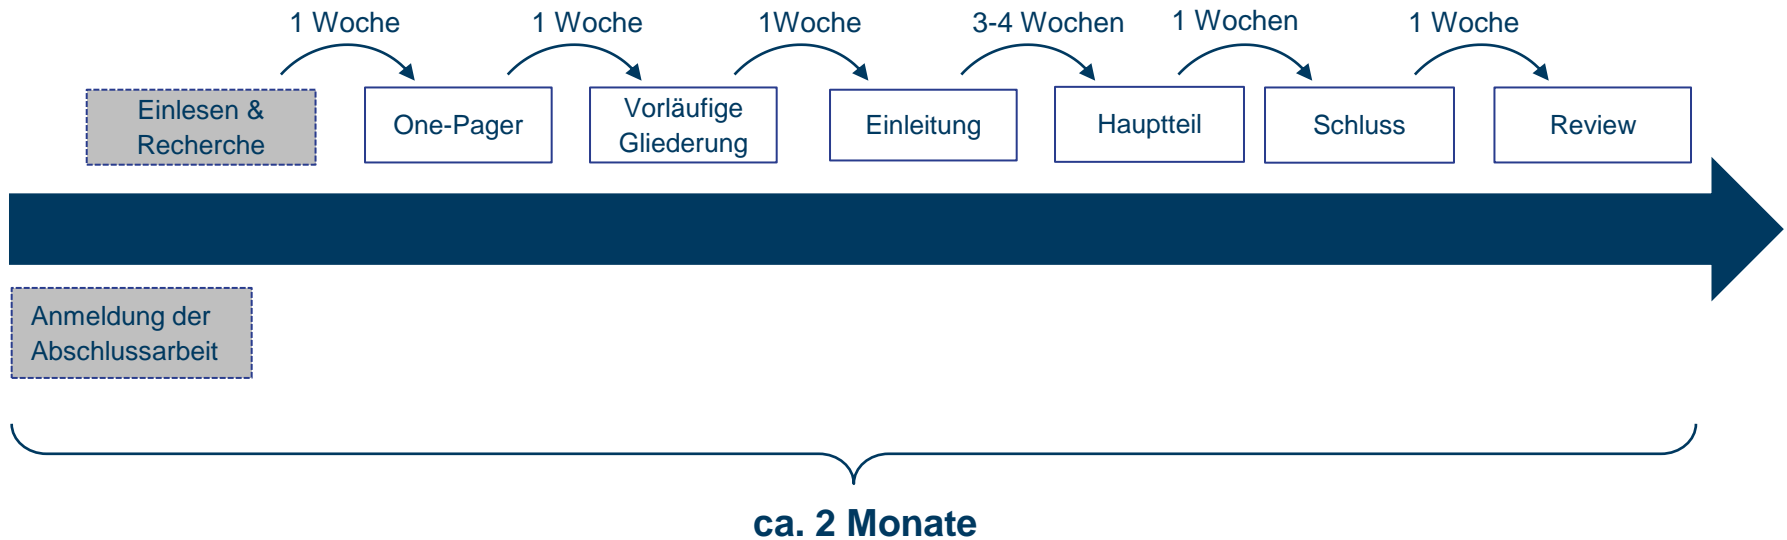 1 Woche
1 Woche
1Woche
3-4 Wochen
1 Wochen
1 Woche
Einlesen &
Recherche
One-Pager
Vorläufige
Gliederung
Einleitung
Hauptteil
Schluss
Review
Anmeldung der
Abschlussarbeit
ca. 2 Monate